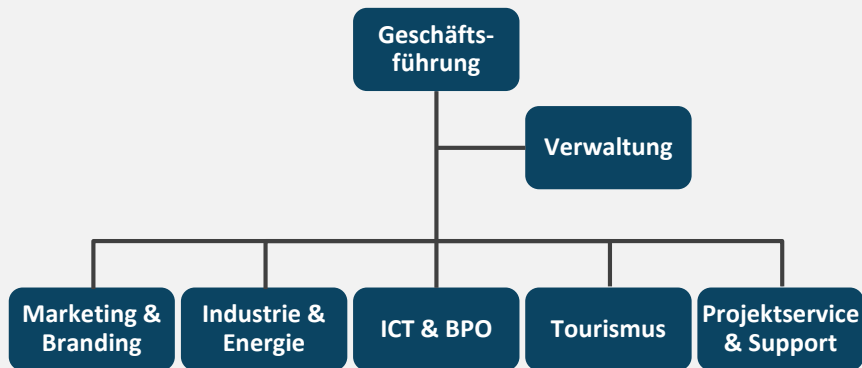 Geschäfts-
führung
Verwaltung
Marketing &
Branding
Industrie &
Energie
ICT & BPO
Tourismus
Projektservice
& Support